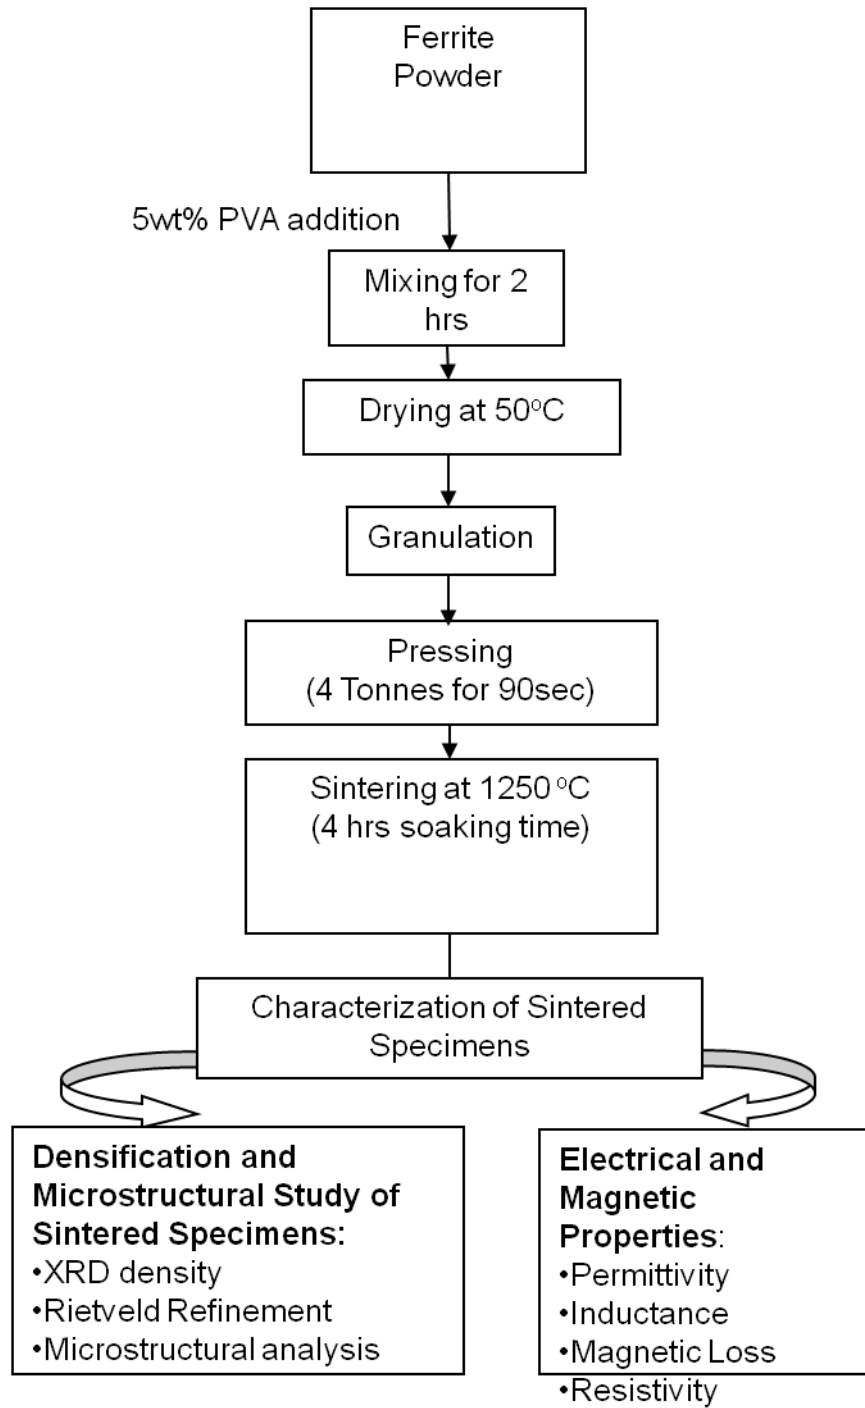 Ferrite
Powder
5wt% PVA addition
Mixing for 2
hrs
Drying at 50°C
Granulation
Pressing
(4 Tonnes for 90sec)
Sintering at 1250 °C
(4 hrs soaking time)
Characterization of Sintered
Specimens
Densification and
Microstructural Study of
Sintered Specimens:
•XRD density
•Rietveld Refinement
•Microstructural analysis
Electrical and
Magnetic
Properties:
•Permittivity
•Inductance
•Magnetic Loss
•Resistivity